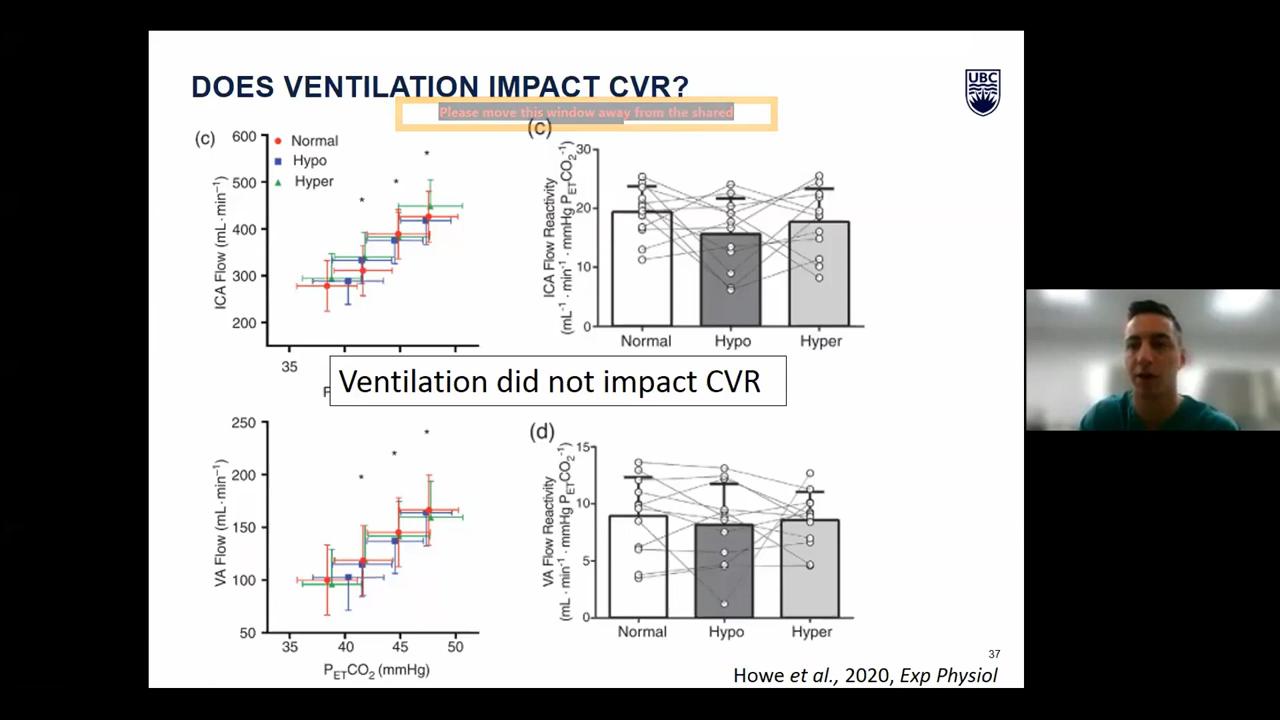 DOES VENTILATION IMPACT CVR?
UBC
Please move this window away from the shared
(c)
Normal
Hypo
Hyper
600
500
400
300
200
ICA Flow (mL · min⁻¹)
*
*
*
35
P
(c)
ICA Flow Reactivity
(mL⁻¹ · min⁻¹ · mmHg PETCO2⁻¹)
30
20
10
0
Normal Hypo Hyper
Ventilation did not impact CVR
250
200
150
100
50
VA Flow (mL · min⁻¹)
*
*
*
35 40 45 50
PETCO2 (mmHg)
(d)
VA Flow Reactivity
(mL · min⁻¹ · mmHg PETCO2⁻¹)
15
10
5
0
Normal Hypo Hyper
37
Howe et al., 2020, Exp Physiol